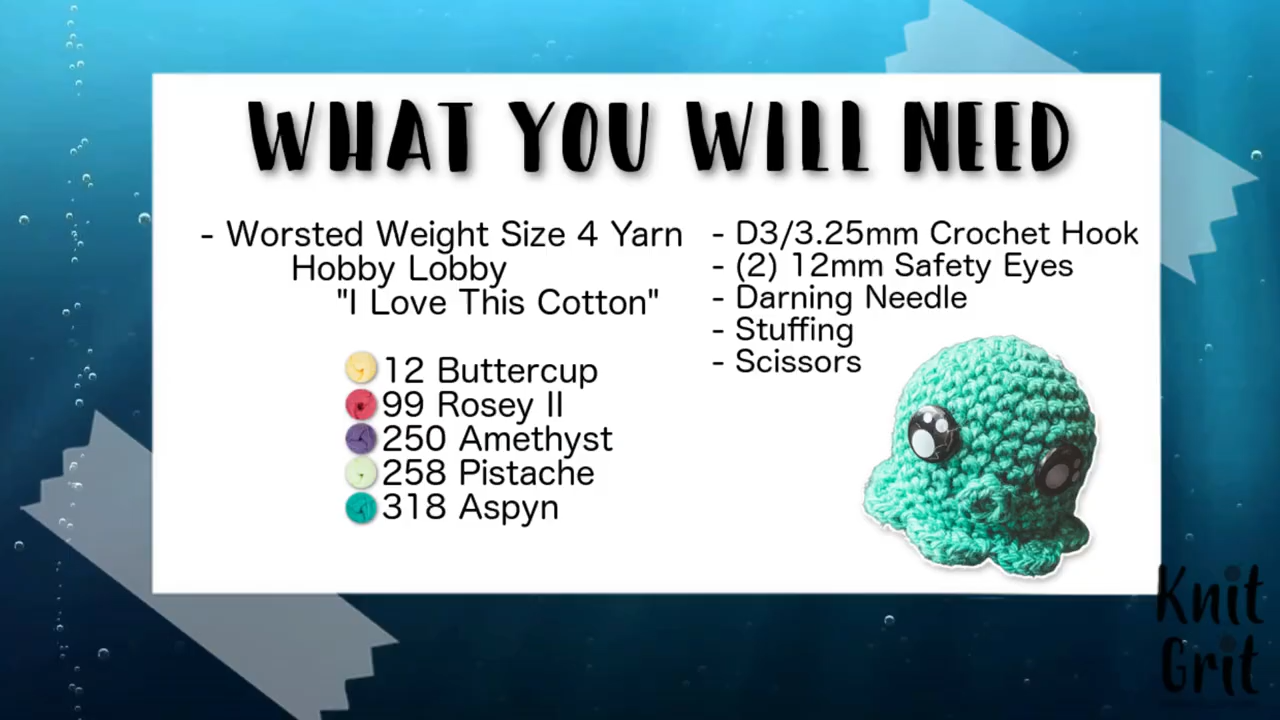 WHAT YOU WILL NEED
- Worsted Weight Size 4 Yarn
Hobby Lobby
"I Love This Cotton"
12 Buttercup
99 Rosey II
250 Amethyst
258 Pistache
318 Aspyn
- D3/3.25mm Crochet Hook
- (2) 12mm Safety Eyes
- Darning Needle
- Stuffing
- Scissors
Knit
Grit